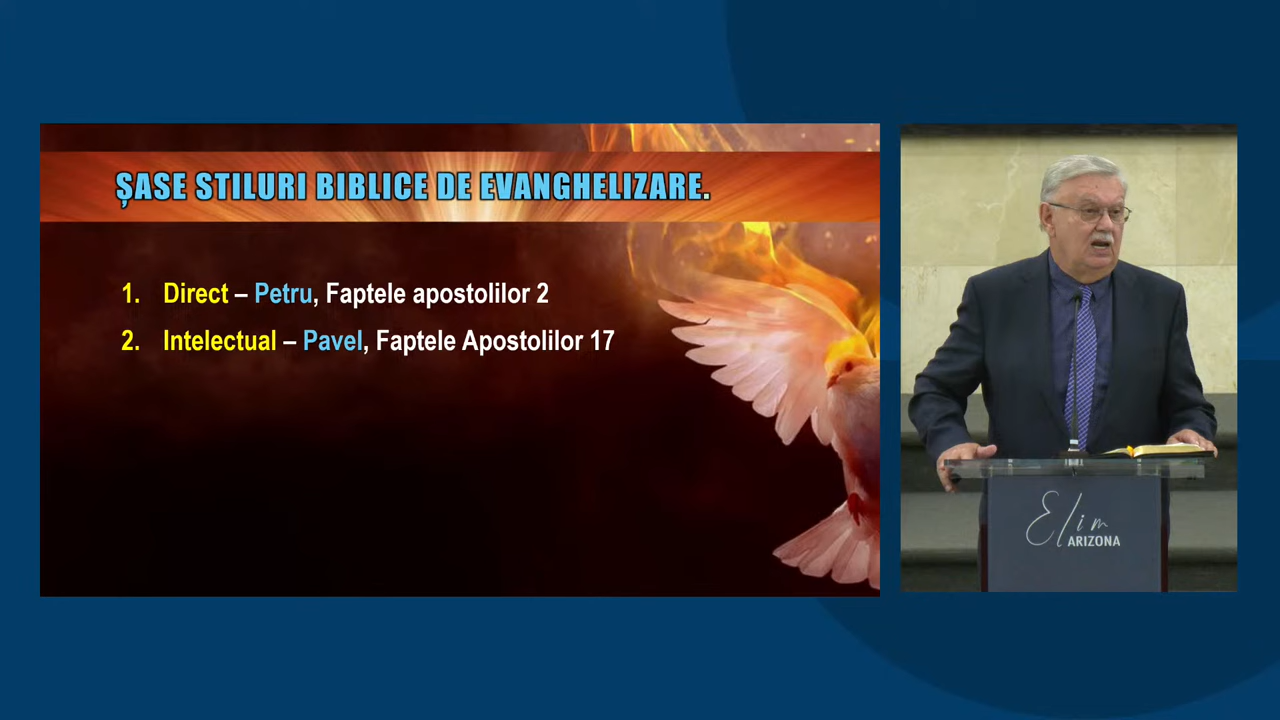 ȘASE STILURI BIBLICE DE EVANGHELIZARE.
1. Direct – Petru, Faptele apostolilor 2
2. Intelectual – Pavel, Faptele Apostolilor 17
Elim
ARIZONA